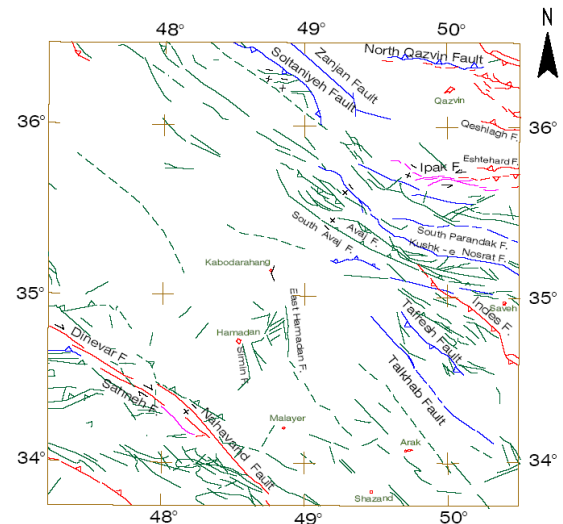 N
48°
49°
50°
North Qazvin Fault
Zanjan Fault
Soltaniyeh Fault
Qazvin
36°
36°
Qeshlagh F.
Eshtehard F.
Ipak F.
South Parandak F.
Avaj F.
South Avaj F.
Kushk - e Nosrat F.
Kabodarahang
35°
35°
Saveh
Indes F.
East Hamadan F.
Taffresh Fault
Hamadan
Simin F.
Dinevar F.
Talkhab Fault
Sahneh F.
Nahavand Fault
Malayer
Arak
34°
34°
Shazand
48°
49°
50°